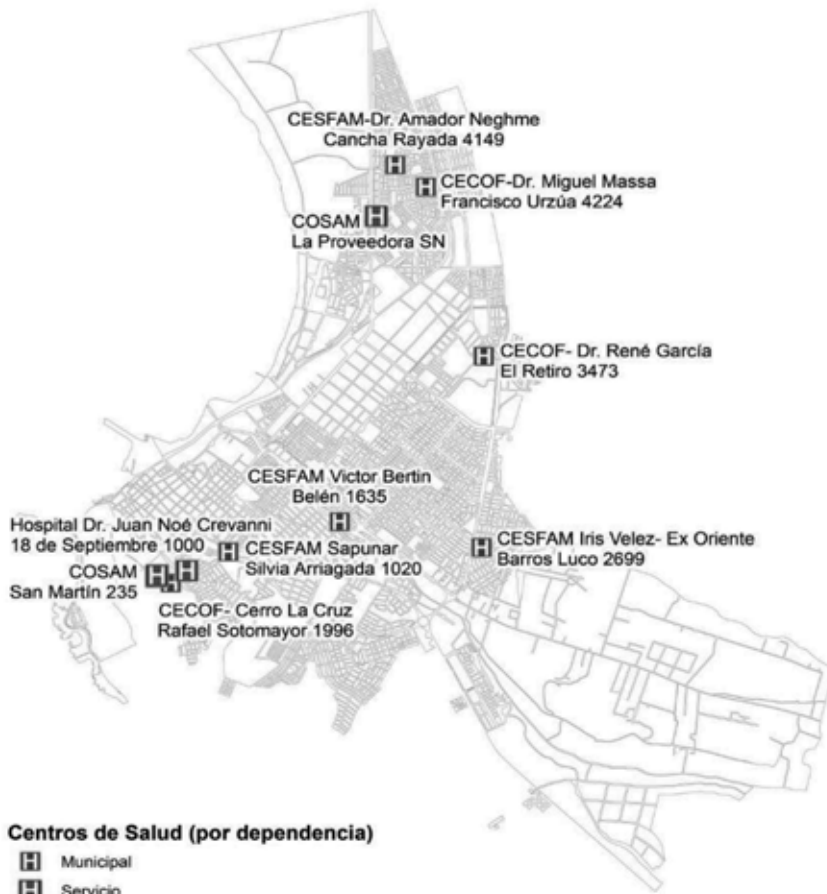 CESFAM-Dr. Amador Neghme
Cancha Rayada 4149
CECOF-Dr. Miguel Massa
Francisco Urzúa 4224
COSAM
La Proveedora SN
CECOF- Dr. René García
El Retiro 3473
CESFAM Victor Bertin
Belén 1635
Hospital Dr. Juan Noé Crevanni
18 de Septiembre 1000
CESFAM Sapunar
Silvia Arriagada 1020
CESFAM Iris Velez- Ex Oriente
Barros Luco 2699
COSAM
San Martín 235
CECOF- Cerro La Cruz
Rafael Sotomayor 1996
Centros de Salud (por dependencia)
H Municipal
H Servicio